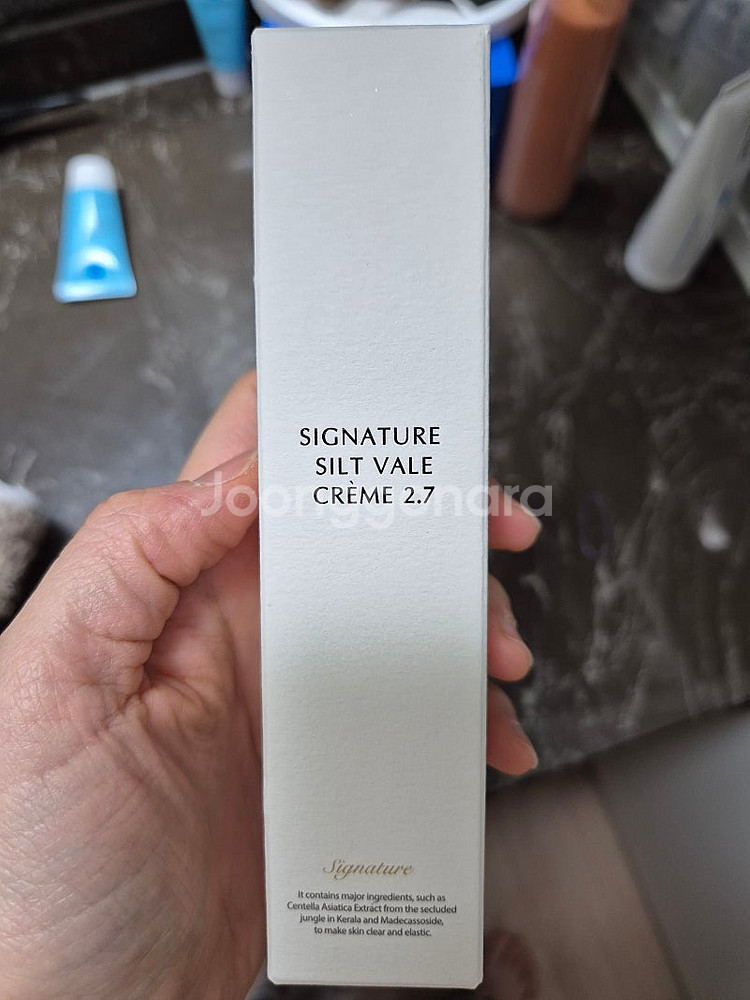 SIGNATURE
SILT VALE
CRÈME 2.7
Joonggonara
Signature
It contains major ingredients, such as
Centella Asiatica Extract from the secluded
jungle in Kerala and Madecassoside,
to make skin clear and elastic.